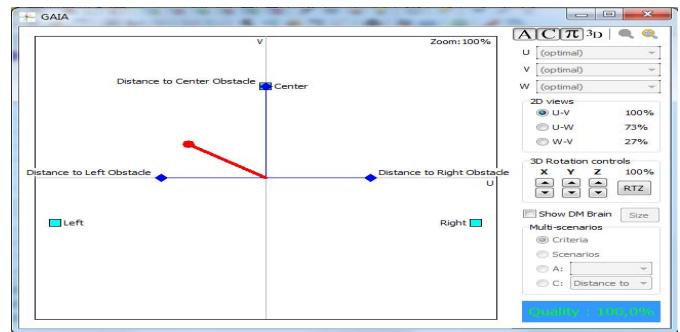 GAIA
V
Zoom: 100%
A C π 3D
U (optimal)
V (optimal)
W (optimal)
Distance to Center Obstacle
Center
2D views
U-V 100%
U-W 73%
W-V 27%
3D Rotation controls
X Y Z 100%
RTZ
Distance to Left Obstacle
Distance to Right Obstacle
U
Left
Right
Show DM Brain Size
Multi-scenarios
Criteria
Scenarios
A:
C: Distance to
Quality : 100,0%